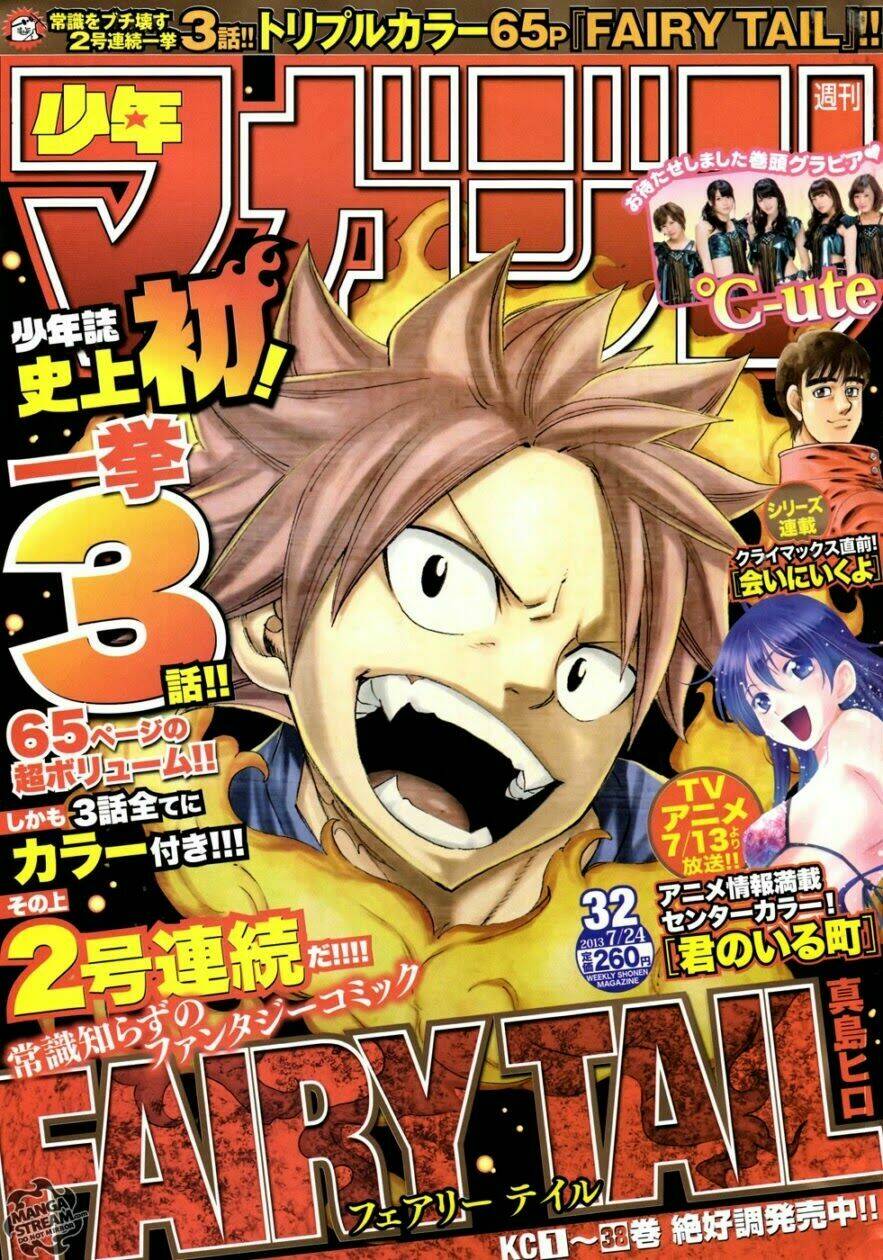 常識をブチ壊す
2号連続一挙
3話!!トリプルカラー65P『FAIRY TAIL』!!
少年
マガジン
週刊
お待たせしました巻頭グラビア♥
℃-ute
少年誌
史上初!
一挙
3
話!!
65ページの
超ボリューム!!
しかも3話全てに
カラー付き!!!
その上
2号連続だ!!!!
シリーズ
連載
クライマックス直前!
[会いにいくよ]
TV
アニメ
7/13より
放送!!
アニメ情報満載
センターカラー!
[君のいる町]
32
2013 7/24
定価260円
WEEKLY SHONEN
MAGAZINE
常識知らずの
ファンタジーコミック
FAIRY TAIL
真島ヒロ
フェアリー テイル
KC1~38巻 絶好調発売中!!
MANGA
STREAM.com
DO NOT MIRROR